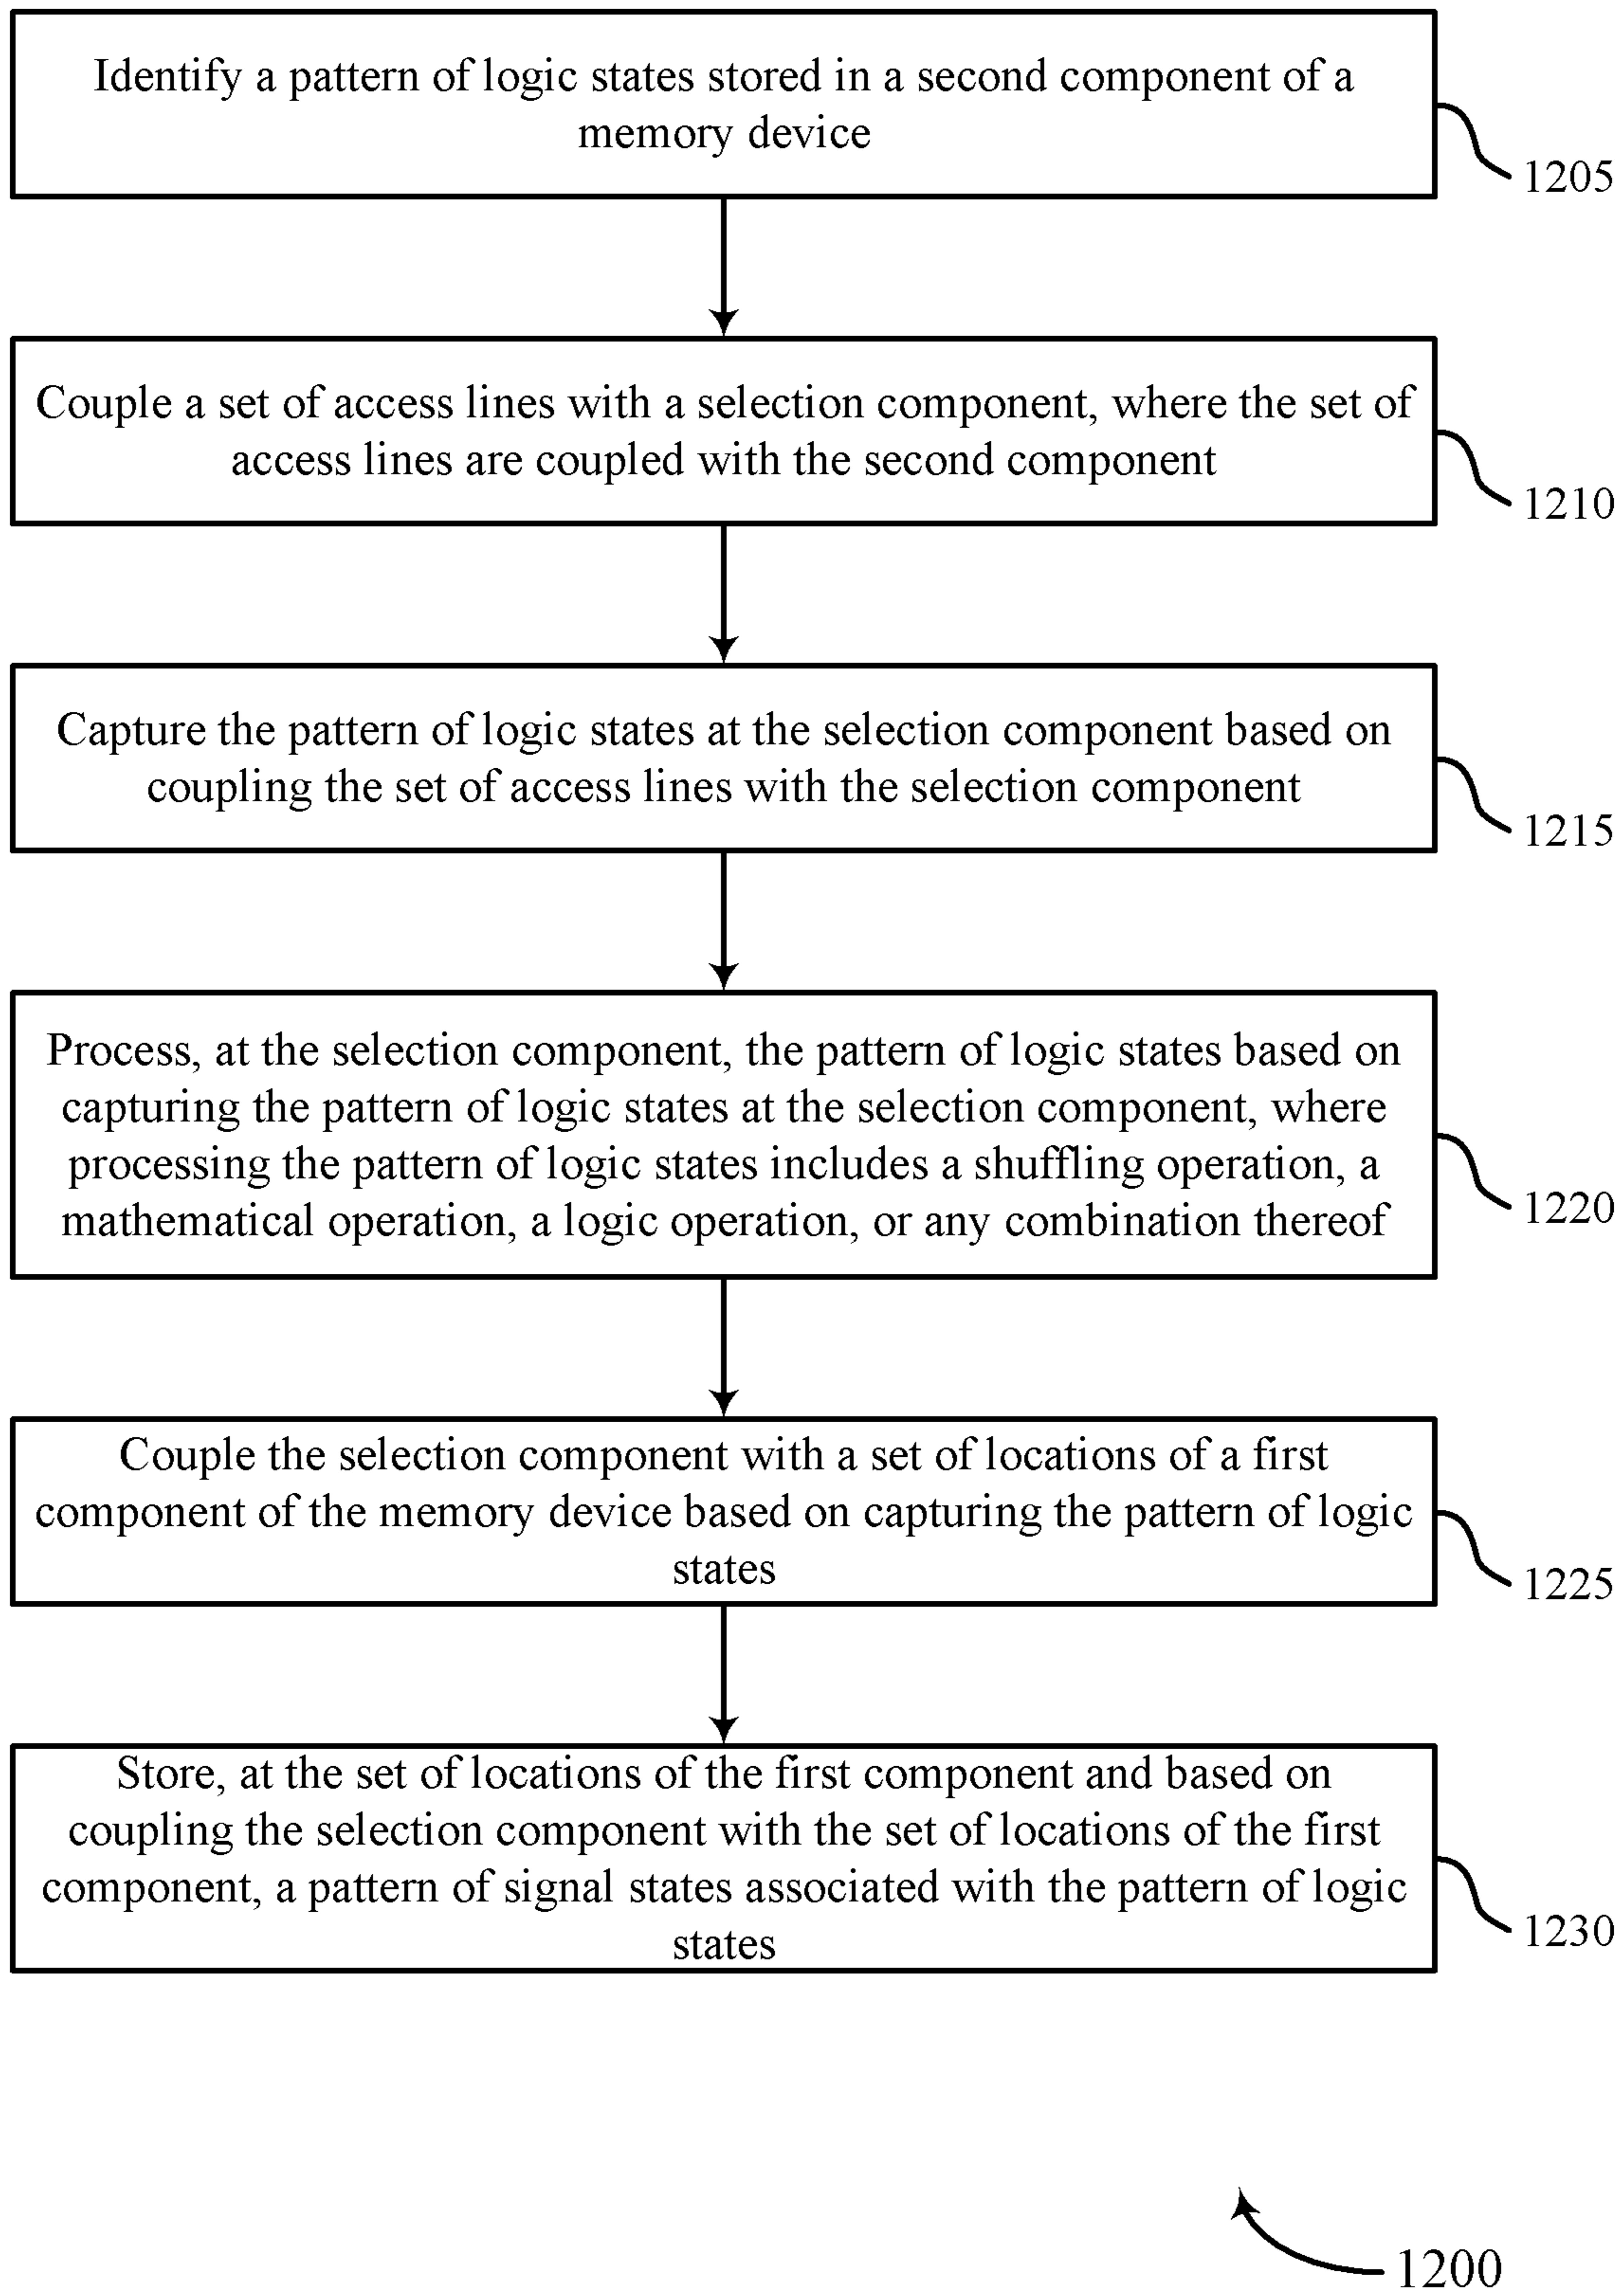 Identify a pattern of logic states stored in a second component of a
memory device
1205
Couple a set of access lines with a selection component, where the set of
access lines are coupled with the second component
1210
Capture the pattern of logic states at the selection component based on
coupling the set of access lines with the selection component
1215
Process, at the selection component, the pattern of logic states based on
capturing the pattern of logic states at the selection component, where
processing the pattern of logic states includes a shuffling operation, a
mathematical operation, a logic operation, or any combination thereof
1220
Couple the selection component with a set of locations of a first
component of the memory device based on capturing the pattern of logic
states
1225
Store, at the set of locations of the first component and based on
coupling the selection component with the set of locations of the first
component, a pattern of signal states associated with the pattern of logic
states
1230
1200